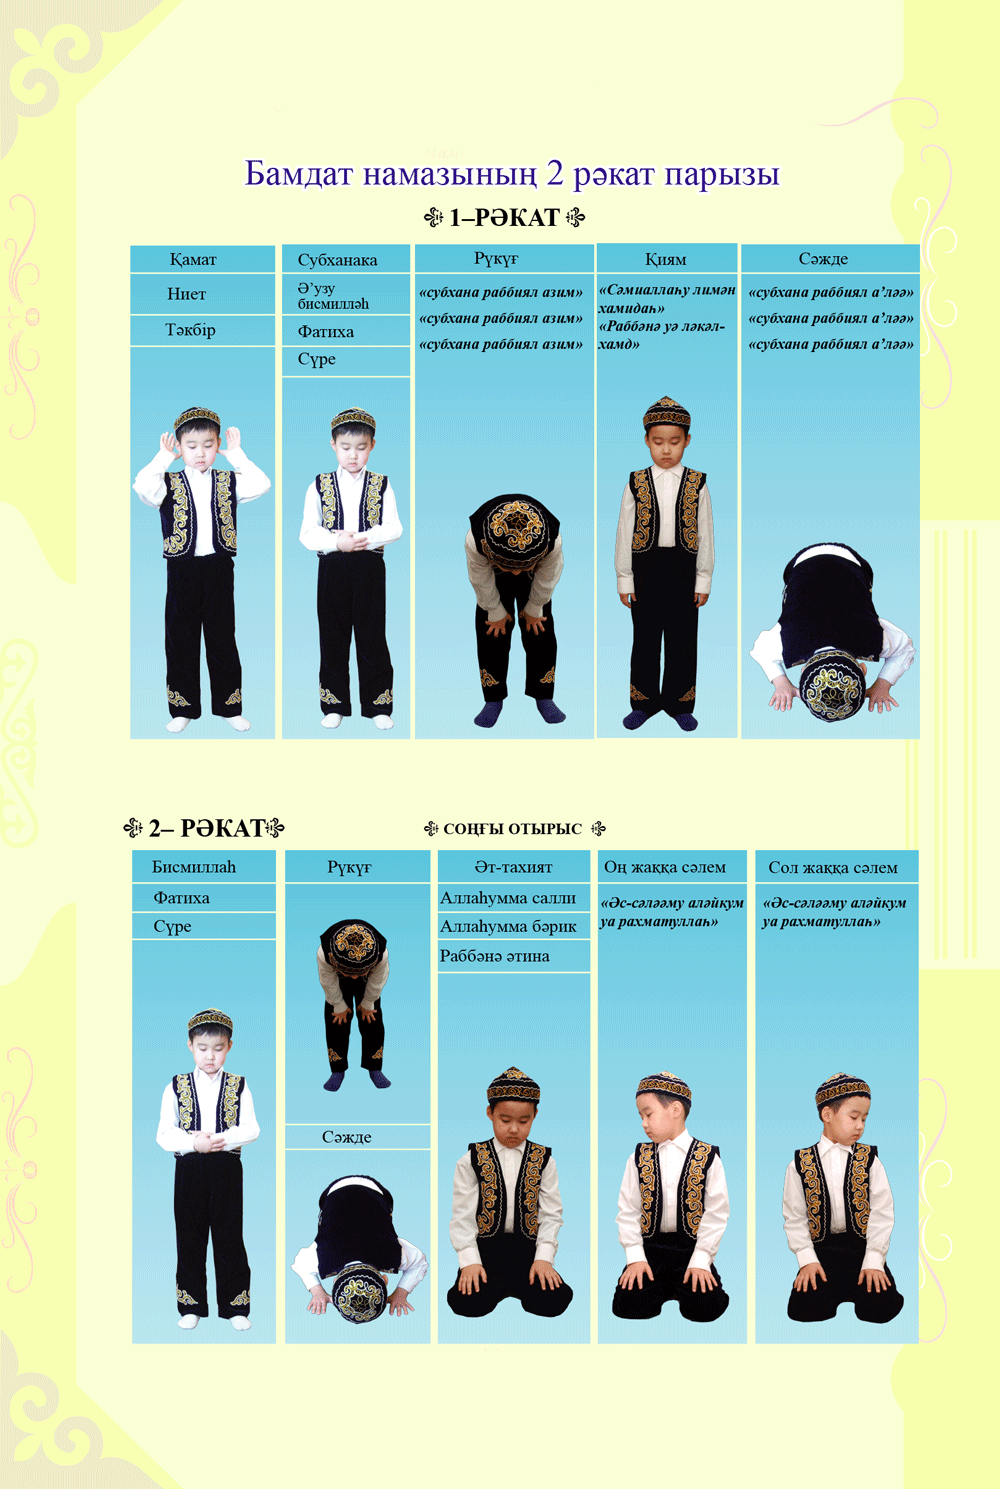 Бамдат намазының 2 рәкат парызы
1–РӘКАТ
Қамат
Ниет
Тәкбір
Субханака
Ә’узу
бисмилләһ
Фатиха
Сүре
Рүкүғ
«субхана раббиял азим»
«субхана раббиял азим»
«субхана раббиял азим»
Қиям
«Сәмиаллаһу лимән
хамидаһ»
«Раббәнә уә ләкәл-
хамд»
Сәжде
«субхана раббиял а’ләә»
«субхана раббиял а’ләә»
«субхана раббиял а’ләә»
2– РӘКАТ
СОҢҒЫ ОТЫРЫС
Бисмиллаһ
Фатиха
Сүре
Рүкүғ
Сәжде
Әт-тахият
Аллаһумма салли
Аллаһумма бәрик
Раббәнә әтина
Оң жаққа сәлем
«Әс-сәләәму аләйкум
уа рахматуллаһ»
Сол жаққа сәлем
«Әс-сәләәму аләйкум
уа рахматуллаһ»